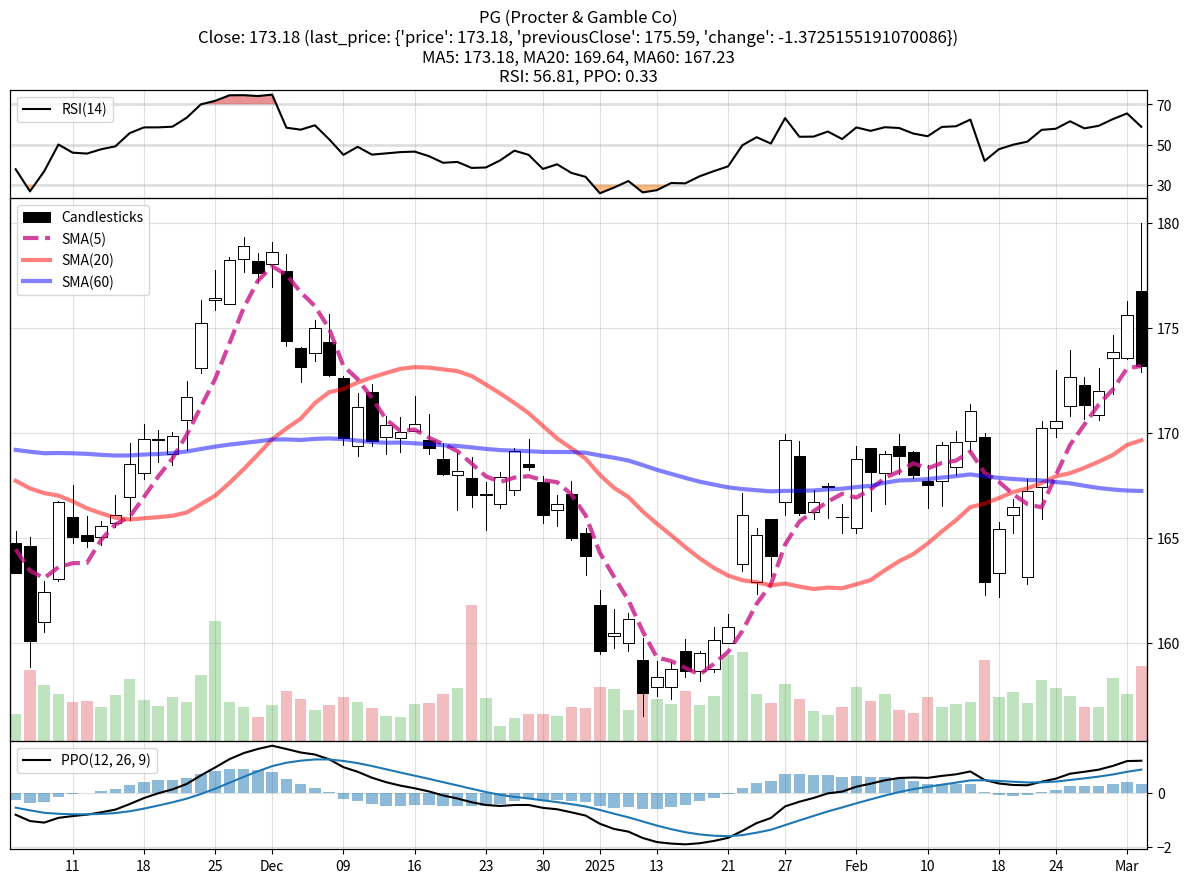 PG (Procter & Gamble Co)
Close: 173.18 (last_price: {'price': 173.18, 'previousClose': 175.59, 'change': -1.3725155191070086})
MA5: 173.18, MA20: 169.64, MA60: 167.23
RSI: 56.81, PPO: 0.33
RSI(14)
70
50
30
Candlesticks
SMA(5)
SMA(20)
SMA(60)
180
175
170
165
160
PPO(12, 26, 9)
0
−2
11 18 25 Dec 09 16 23 30 2025 13 21 27 Feb 10 18 24 Mar